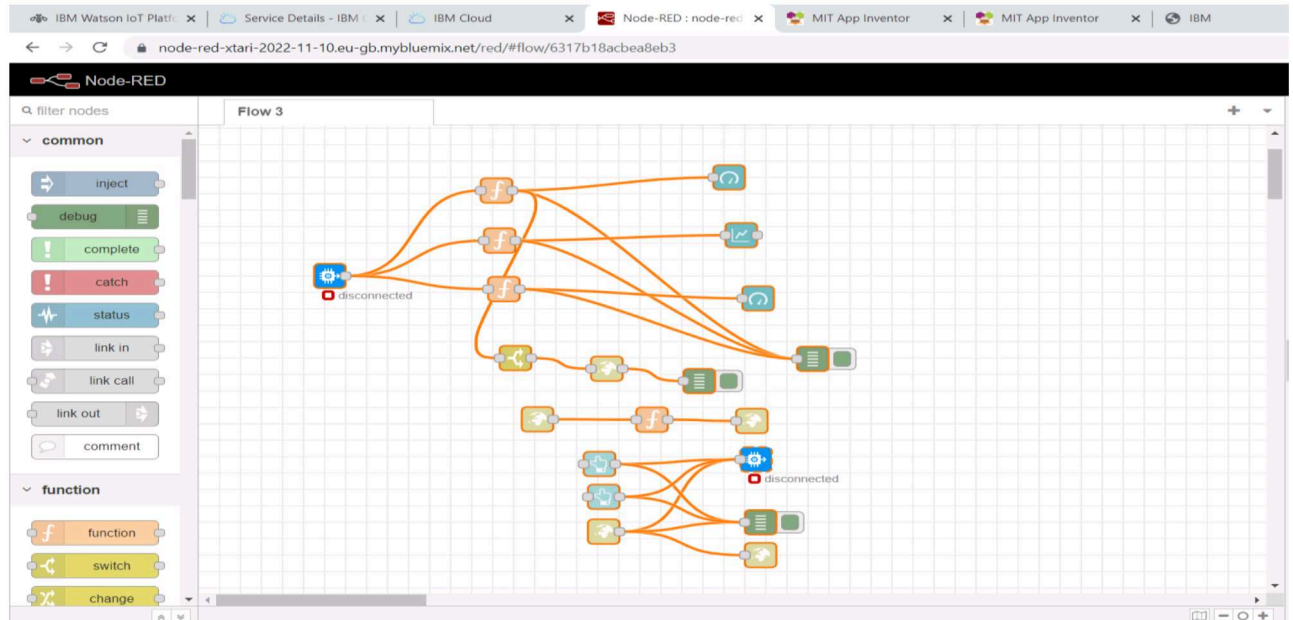 IBM Watson IoT Platfo
Service Details - IBM C
IBM Cloud
Node-RED : node-red
MIT App Inventor
MIT App Inventor
IBM
node-red-xtari-2022-11-10.eu-gb.mybluemix.net/red/#flow/6317b18acbea8eb3
Node-RED
filter nodes
Flow 3
common
inject
debug
complete
catch
status
link in
link call
link out
comment
function
function
switch
change
disconnected
disconnected